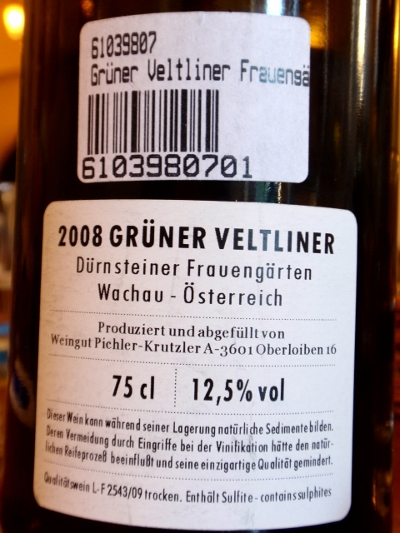 61039807
Grüner Veltliner Frauengä
6103980701
2008 GRÜNER VELTLINER
Dürnsteiner Frauengärten
Wachau - Österreich
Produziert und abgefüllt von
Weingut Pichler-Krutzler A-3601 Oberloiben 16
75 cl 12,5% vol
Dieser Wein kann während seiner Lagerung natürliche Sedimente bilden.
Deren Vermeidung durch Eingriffe bei der Vinifikation hätte den natür-
lichen Reifeprozeß beeinflußt und seine einzigartige Qualität gemindert.
Qualitätswein L-F 2543/09 trocken. Enthält Sulfite - contains sulphites